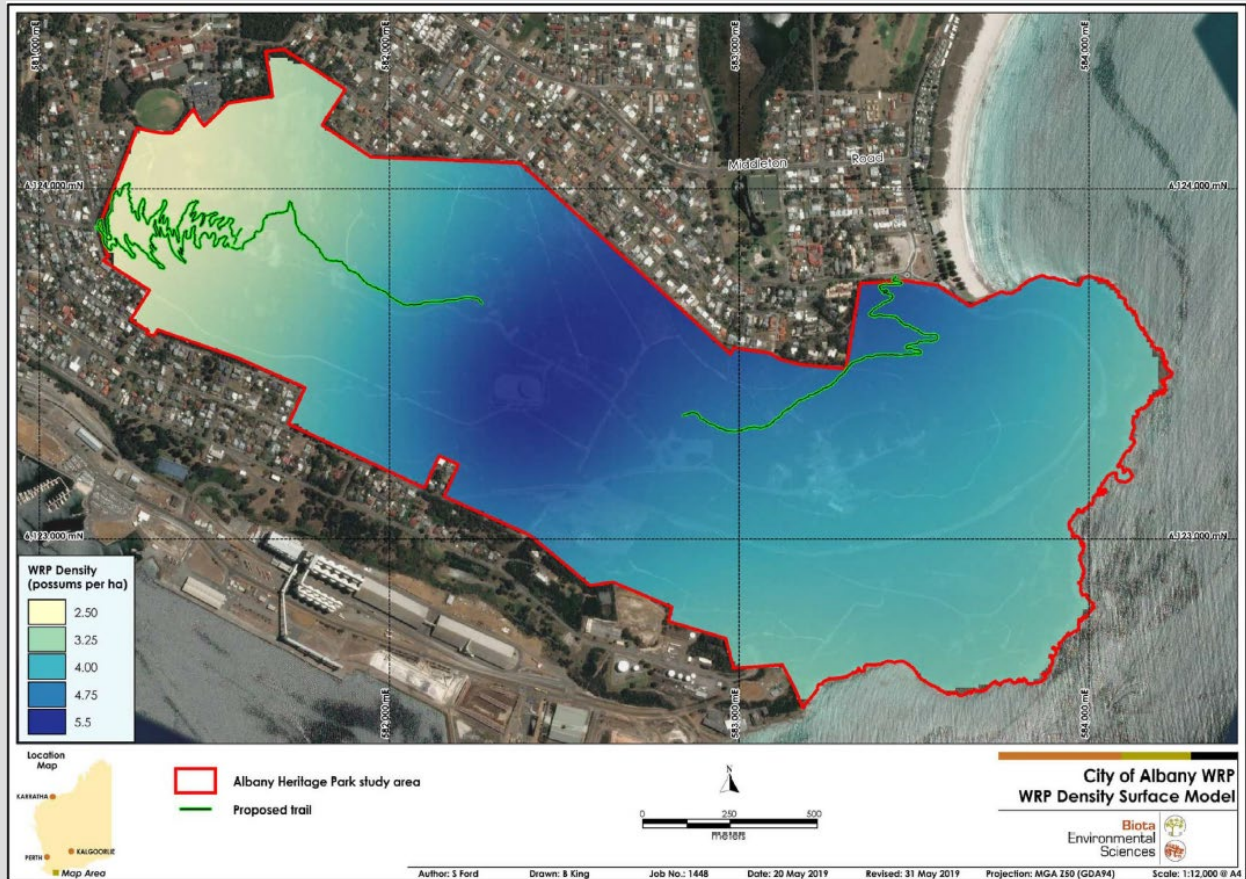 581,000 mE
582,000 mE
583,000 mE
584,000 mE
Middleton Road
6,124,000 mN
6,124,000 mN
6,123,000 mN
6,123,000 mN
WRP Density
(possums per ha)
2.50
3.25
4.00
4.75
5.5
582,000 mE
583,000 mE
584,000 mE
Location
Map
KARRATHA
KALGOORLIE
PERTH
Map Area
Albany Heritage Park study area
Proposed trail
N
0 250 500
meters
City of Albany WRP
WRP Density Surface Model
Biota
Environmental
Sciences
Author: S Ford Drawn: B King Job No.: 1448 Date: 20 May 2019 Revised: 31 May 2019 Projection: MGA Z50 (GDA94) Scale: 1:12,000 @ A4